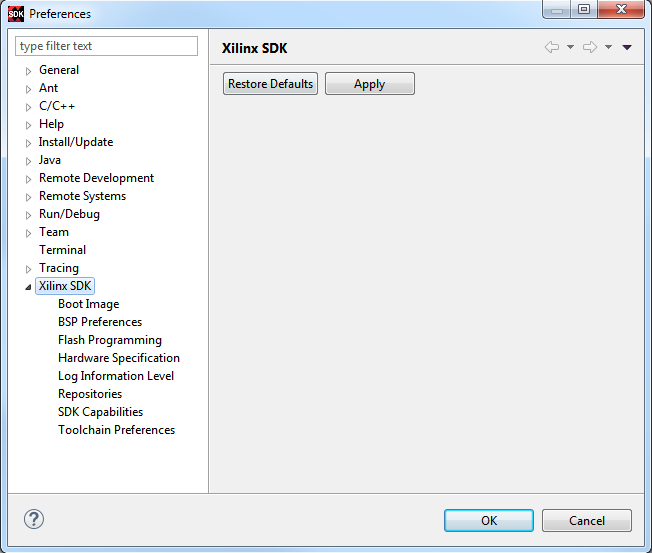 SDK Preferences
type filter text
General
Ant
C/C++
Help
Install/Update
Java
Remote Development
Remote Systems
Run/Debug
Team
Terminal
Tracing
Xilinx SDK
Boot Image
BSP Preferences
Flash Programming
Hardware Specification
Log Information Level
Repositories
SDK Capabilities
Toolchain Preferences
Xilinx SDK
Restore Defaults Apply
? OK Cancel